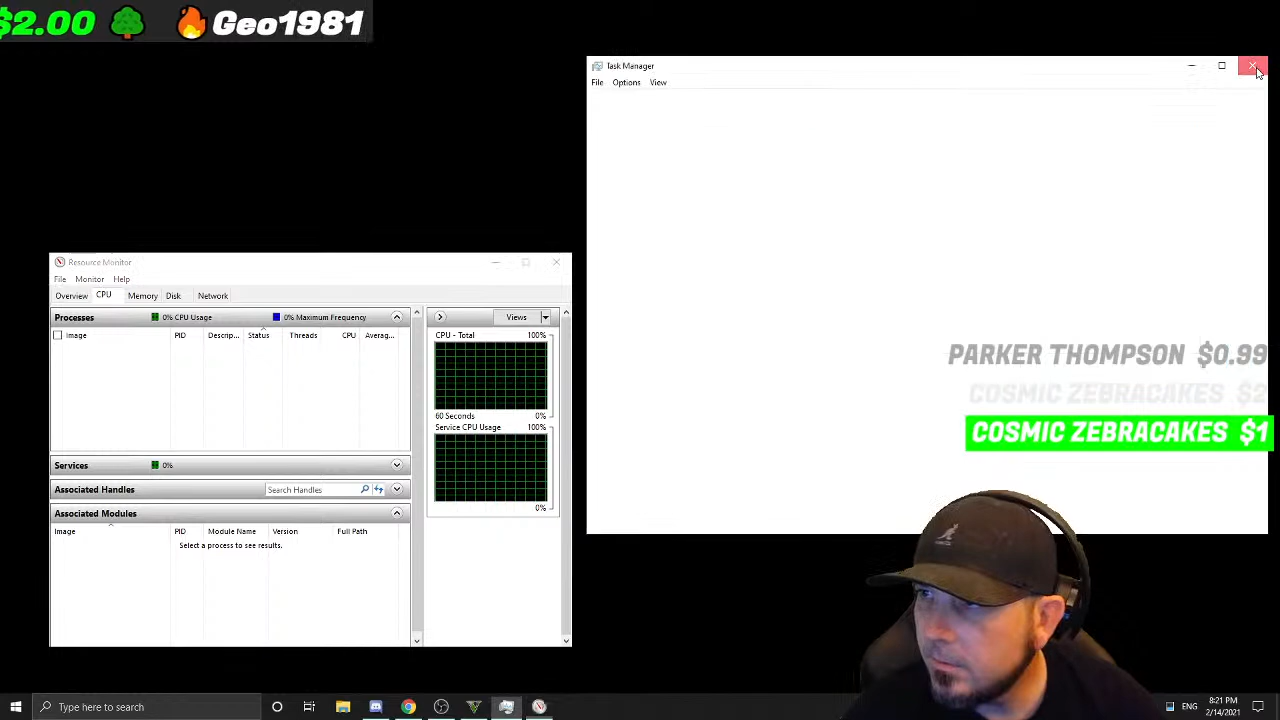 $2.00 Geo1981
Task Manager
File Options View
Resource Monitor
File Monitor Help
Overview CPU Memory Disk Network
Processes 0% CPU Usage 0% Maximum Frequency
Image PID Descrip... Status Threads CPU Averag...
Services 0%
Associated Handles Search Handles
Associated Modules
Image PID Module Name Version Full Path
Select a process to see results.
Views
CPU - Total 100%
60 Seconds 0%
Service CPU Usage 100%
0%
PARKER THOMPSON $0.99
COSMIC ZEBRACAKES $2
COSMIC ZEBRACAKES $1
Type here to search
ENG
8:21 PM
2/14/2021